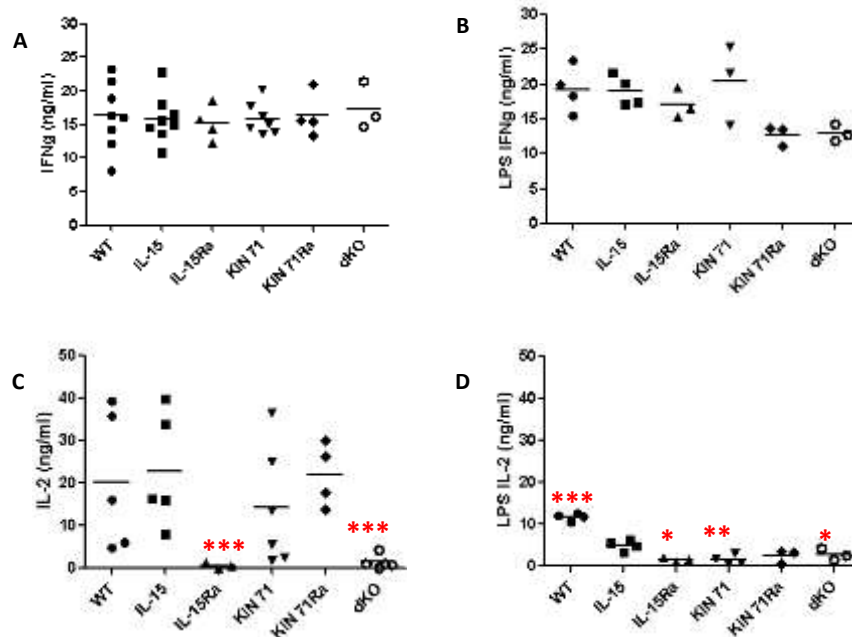 A
IFNg (ng/ml)
30
25
20
15
10
5
0
WT
IL-15
IL-15Ra
KIN 71
KIN 71Ra
dKO
B
LPS IFNg (ng/ml)
30
25
20
15
10
5
0
WT
IL-15
IL-15Ra
KIN 71
KIN 71Ra
dKO
C
IL-2 (ng/ml)
50
40
30
20
10
0
***
***
WT
IL-15
IL-15Ra
KIN 71
KIN 71Ra
dKO
D
LPS IL-2 (ng/ml)
50
40
30
20
10
0
***
*
**
*
WT
IL-15
IL-15Ra
KIN 71
KIN 71Ra
dKO